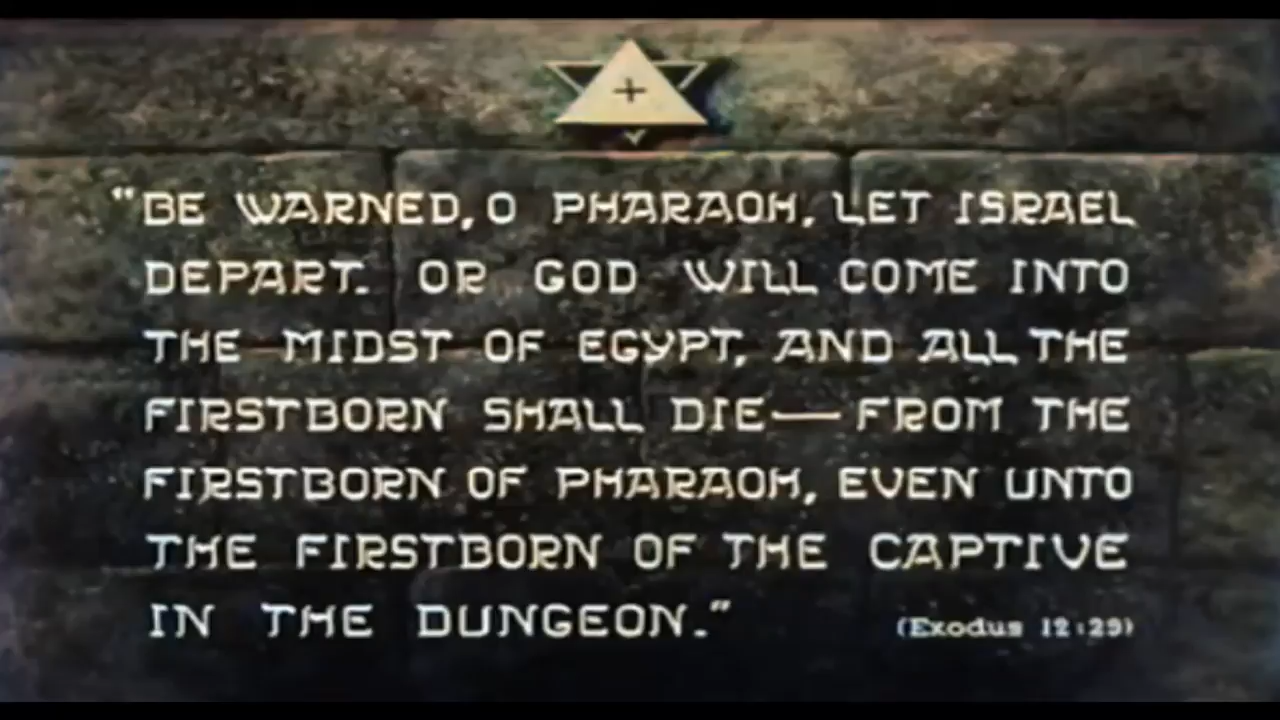 "BE WARNED, O PHARAOH, LET ISRAEL
DEPART. OR GOD WILL COME INTO
THE MIDST OF EGYPT, AND ALL THE
FIRSTBORN SHALL DIE—FROM THE
FIRSTBORN OF PHARAOH, EVEN UNTO
THE FIRSTBORN OF THE CAPTIVE
IN THE DUNGEON."
(Exodus 12:29)